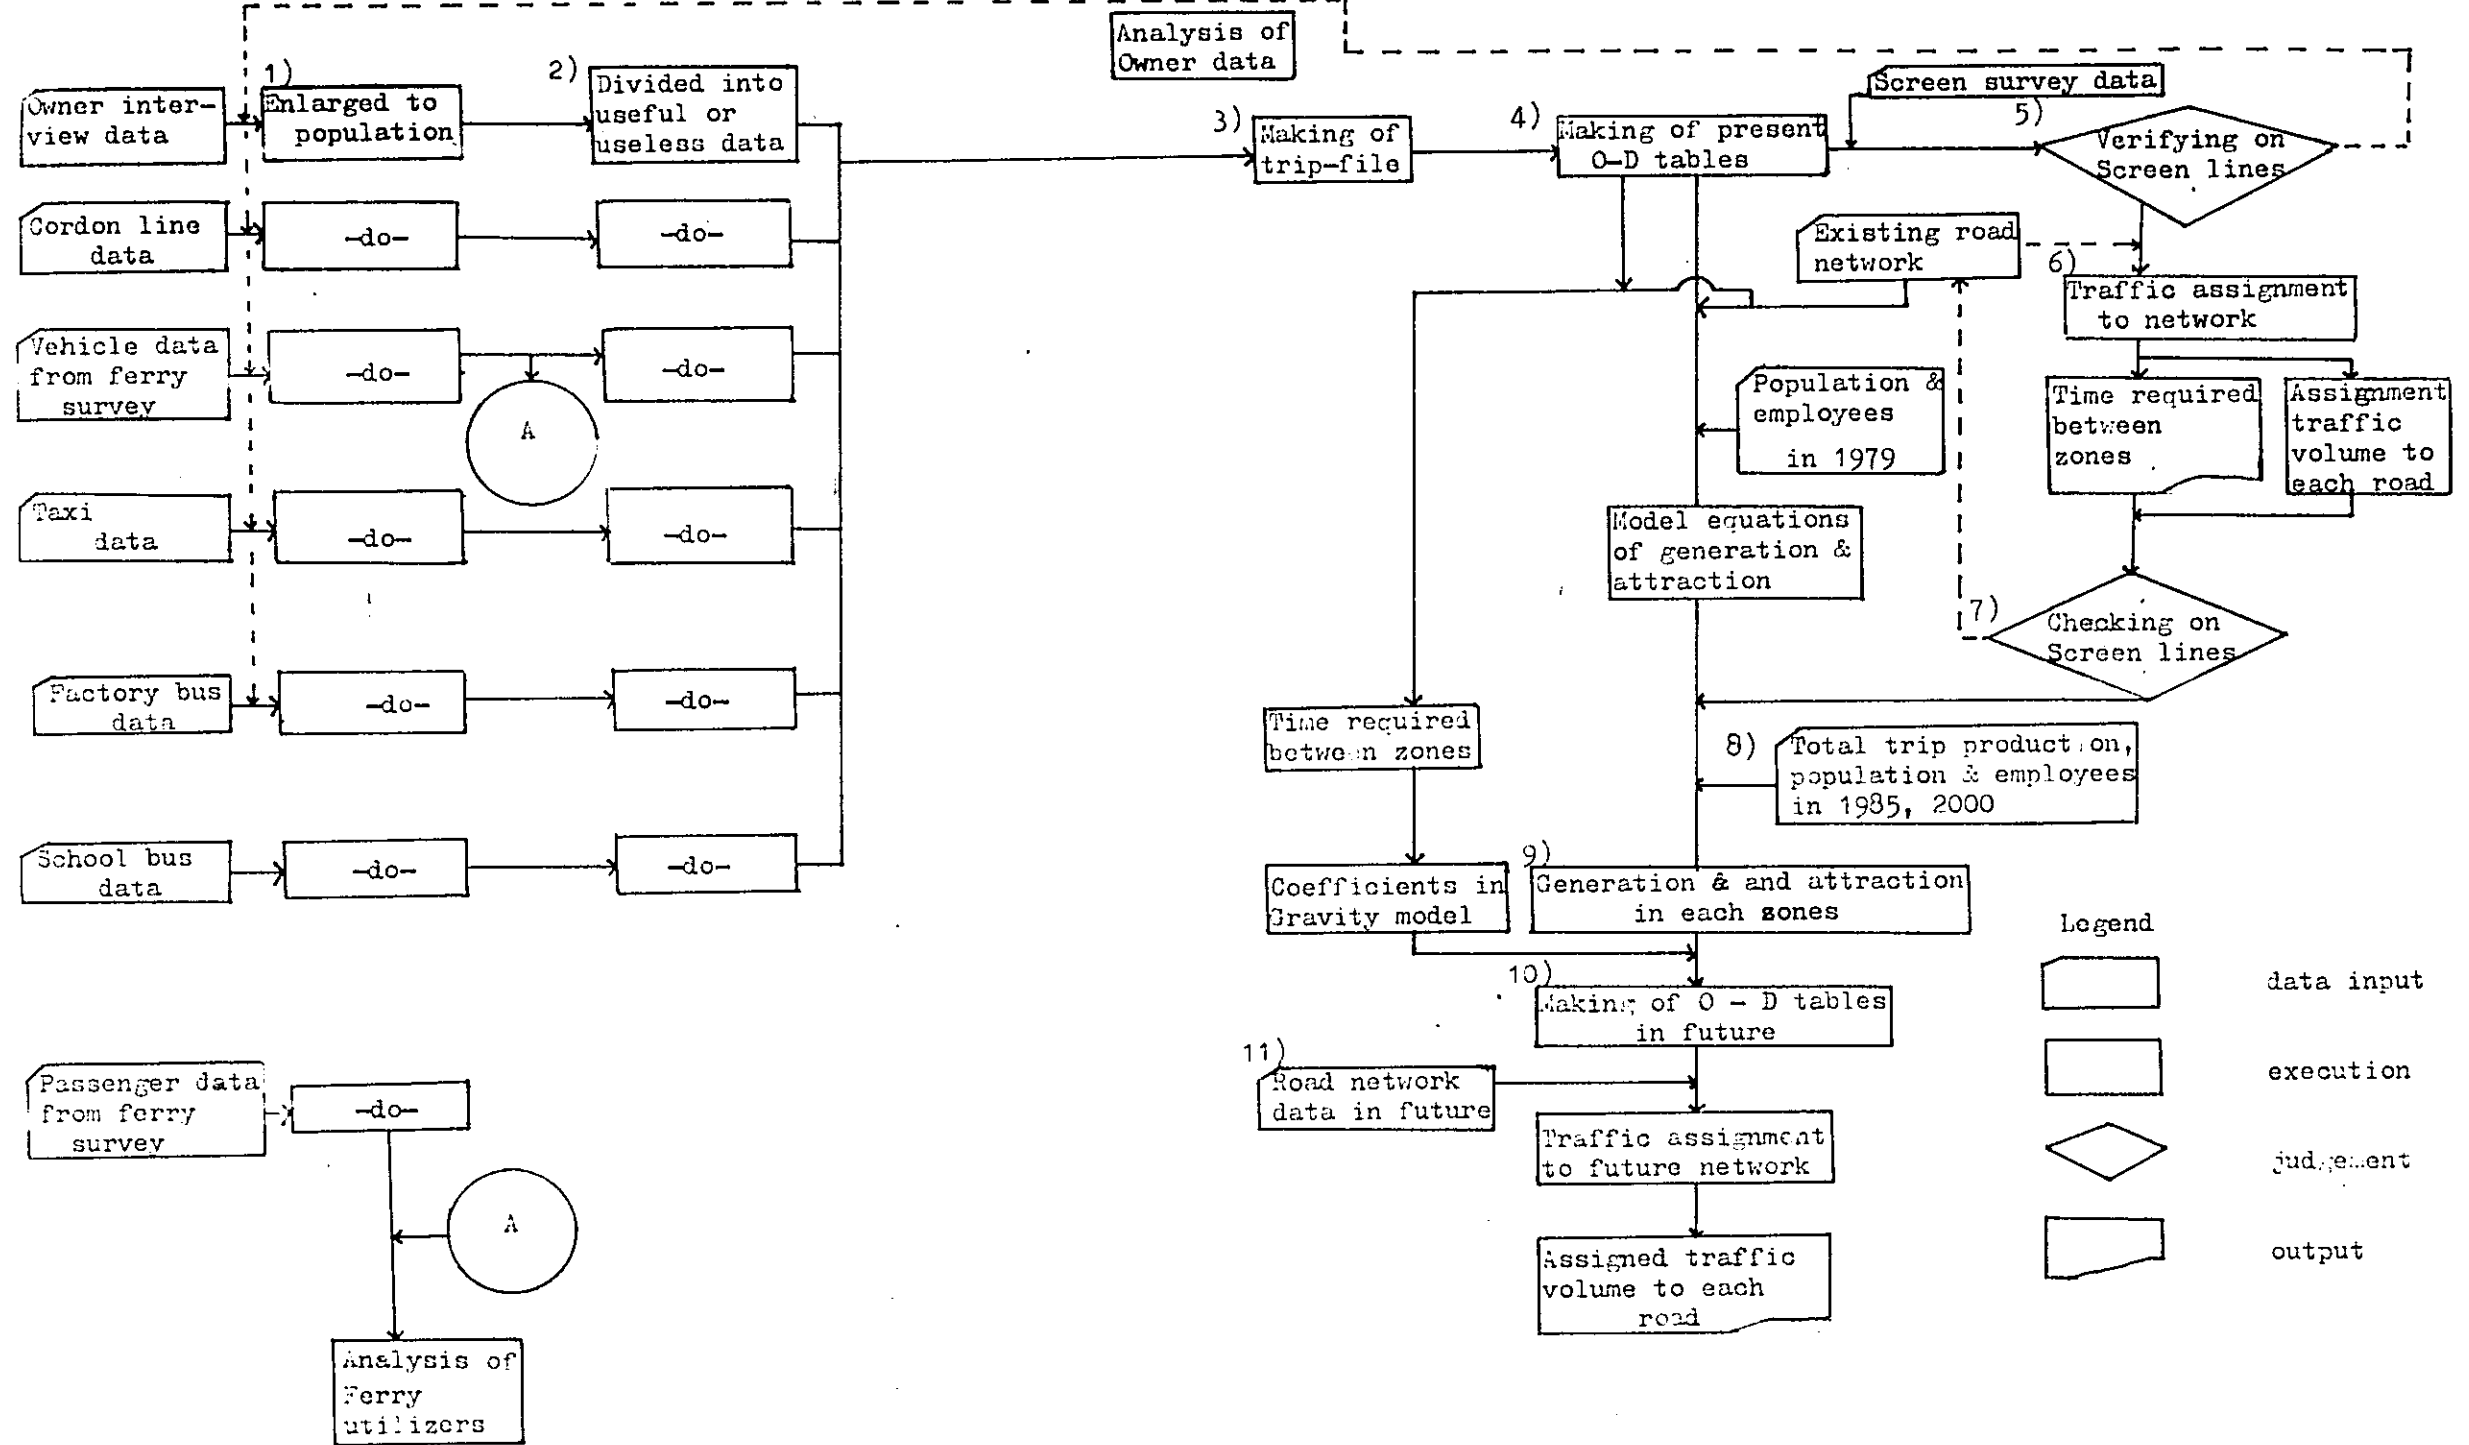 Analysis of
Owner data
Owner inter-
view data
1)
Enlarged to
population
2)
Divided into
useful or
useless data
3)
Making of
trip-file
4)
Making of present
O-D tables
Screen survey data
5)
Verifying on
Screen lines
Cordon line
data
-do-
-do-
Existing road
network
6)
Traffic assignment
to network
Vehicle data
from ferry
survey
-do-
-do-
A
Population &
employees
in 1979
Time required
between
zones
Assignment
traffic
volume to
each road
Taxi
data
-do-
-do-
Model equations
of generation &
attraction
7)
Checking on
Screen lines
Factory bus
data
-do-
-do-
Time required
between zones
8)
Total trip production,
population & employees
in 1985, 2000
School bus
data
-do-
-do-
Coefficients in
Gravity model
9)
Generation & and attraction
in each zones
10)
Making of O - D tables
in future
11)
Road network
data in future
Traffic assignment
to future network
Assigned traffic
volume to each
road
Passenger data
from ferry
survey
-do-
A
Analysis of
Ferry
utilizers
Legend
data input
execution
judgement
output